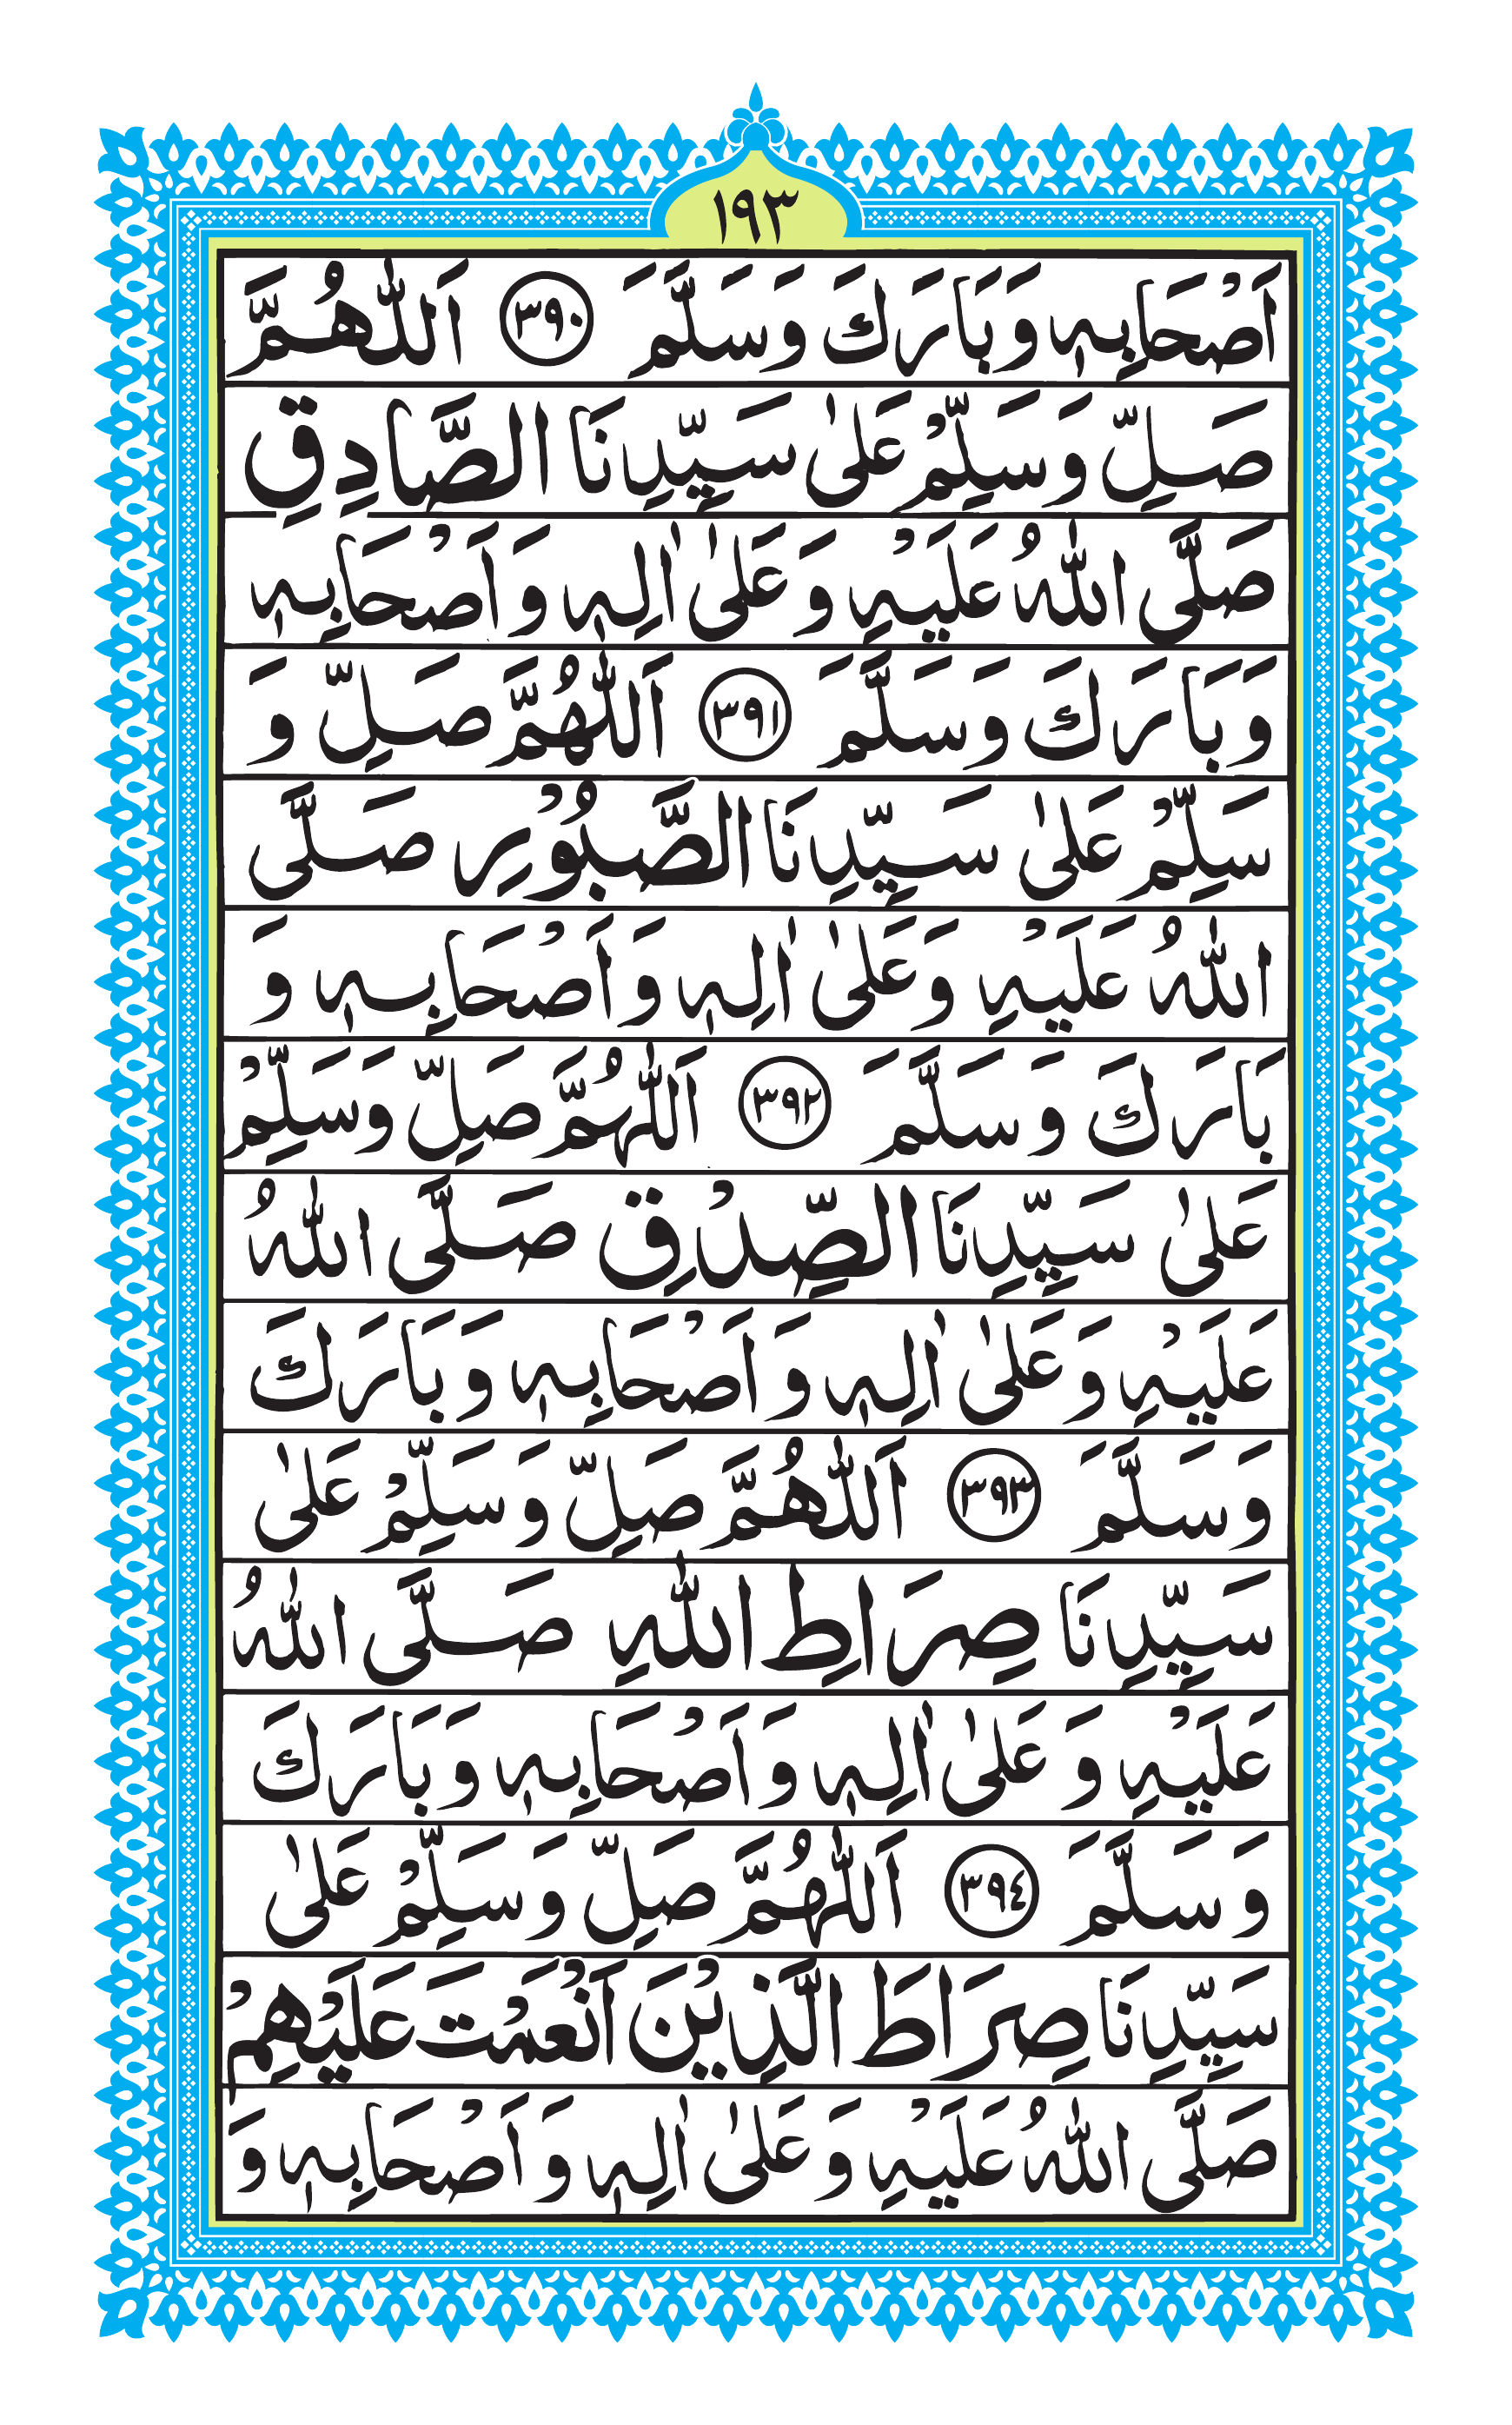 ١٩٣
اَصْحَابِهٖ وَبَارَكَ وَسَلَّمَ ٣٩٠ اَللّٰهُمَّ
صَلِّ وَسَلِّمْ عَلٰى سَيِّدِنَا الصَّادِقِ
صَلَّى اللّٰهُ عَلَيْهِ وَعَلٰى اٰلِهٖ وَاَصْحَابِهٖ
وَبَارَكَ وَسَلَّمَ ٣٩١ اَللّٰهُمَّ صَلِّ وَ
سَلِّمْ عَلٰى سَيِّدِنَا الصَّبُوْرِ صَلَّى
اللّٰهُ عَلَيْهِ وَعَلٰى اٰلِهٖ وَاَصْحَابِهٖ وَ
بَارَكَ وَسَلَّمَ ٣٩٢ اَللّٰهُمَّ صَلِّ وَسَلِّمْ
عَلٰى سَيِّدِنَا الصِّدْقِ صَلَّى اللّٰهُ
عَلَيْهِ وَعَلٰى اٰلِهٖ وَاَصْحَابِهٖ وَبَارَكَ
وَسَلَّمَ ٣٩٣ اَللّٰهُمَّ صَلِّ وَسَلِّمْ عَلٰى
سَيِّدِنَا صِرَاطِ اللّٰهِ صَلَّى اللّٰهُ
عَلَيْهِ وَعَلٰى اٰلِهٖ وَاَصْحَابِهٖ وَبَارَكَ
وَسَلَّمَ ٣٩٤ اَللّٰهُمَّ صَلِّ وَسَلِّمْ عَلٰى
سَيِّدِنَا صِرَاطَ الَّذِيْنَ اَنْعَمْتَ عَلَيْهِمْ
صَلَّى اللّٰهُ عَلَيْهِ وَعَلٰى اٰلِهٖ وَاَصْحَابِهٖ وَ